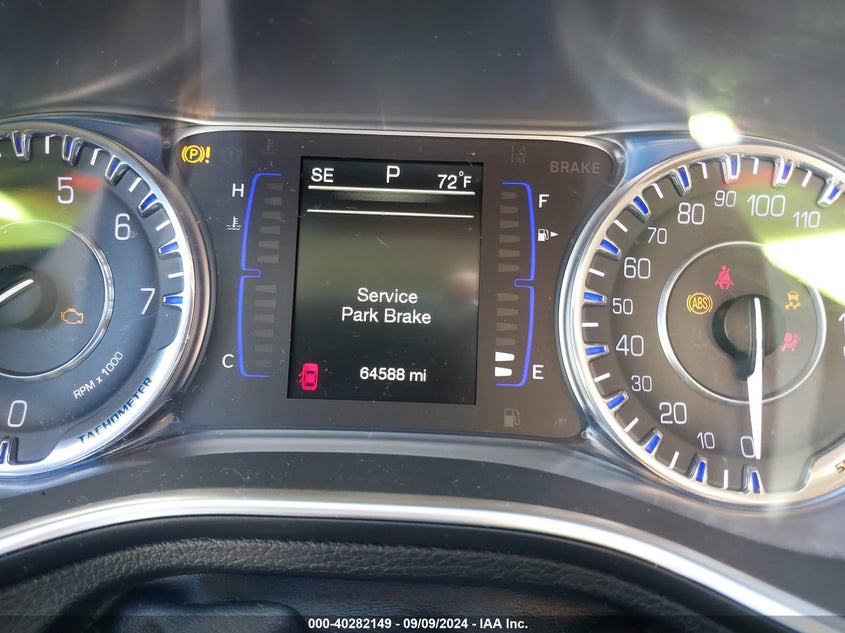 SE P 72°F
H
C
F
E
BRAKE
Service
Park Brake
64588 mi
5
6
7
0
RPM x 1000
TACHOMETER
P!
ABS
0
10
20
30
40
50
60
70
80
90
100
110
000-40282149 - 09/09/2024 - IAA Inc.